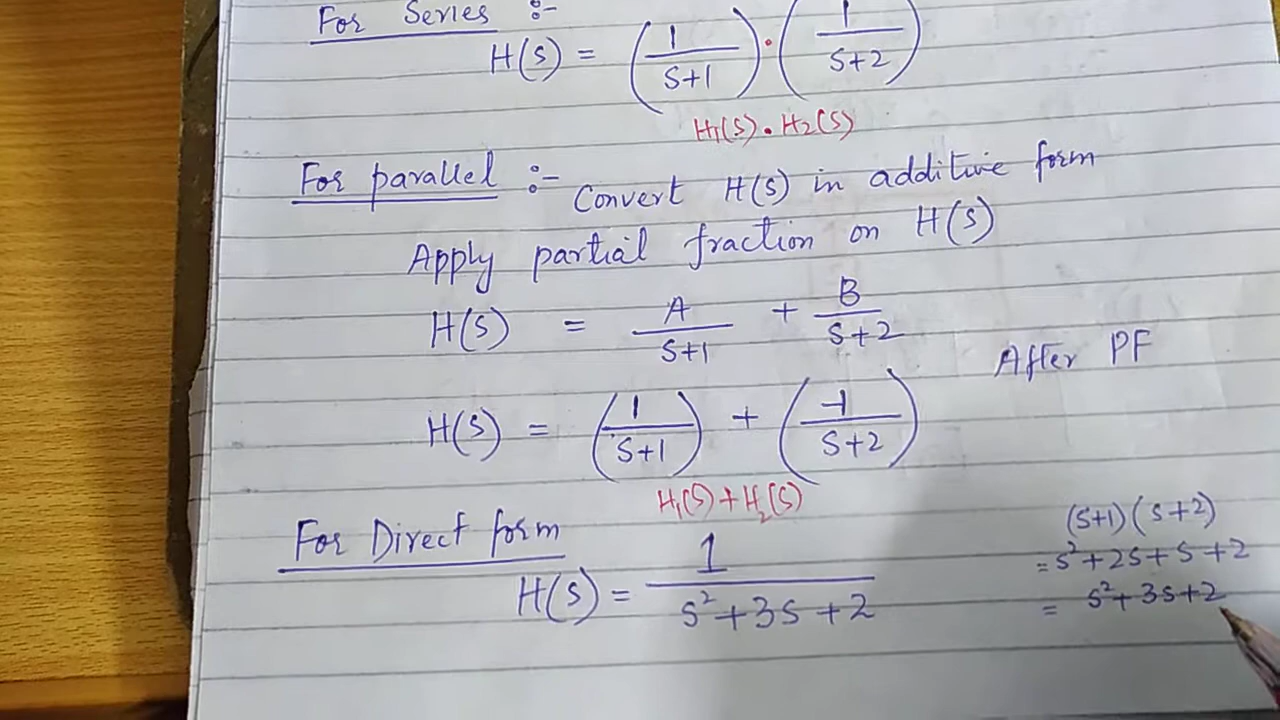 For Series :-
H(s) = (1/(s+1)) · (1/(s+2))
H₁(s) · H₂(s)
For parallel :- Convert H(s) in additive form
Apply partial fraction on H(s)
H(s) = A/(s+1) + B/(s+2)
After PF
H(s) = (1/(s+1)) + (-1/(s+2))
H₁(s) + H₂(s)
For Direct form
H(s) = 1/(s²+3s+2)
(s+1)(s+2)
= s²+2s+s+2
= s²+3s+2